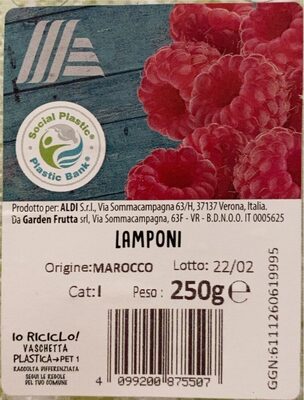 Social Plastic®
Plastic Bank®
Prodotto per: ALDI S.r.l., Via Sommacampagna 63/H, 37137 Verona, Italia.
Da Garden Frutta srl, Via Sommacampagna, 63F - VR - B.D.N.O.O. IT 0005625
LAMPONI
Origine: MAROCCO Lotto: 22/02
Cat: I Peso: 250g ℮
GGN: 6111260619995
Io RICICLO!
VASCHETTA
PLASTICA→PET 1
RACCOLTA DIFFERENZIATA
SEGUI LE REGOLE
DEL TUO COMUNE
4 099200 875507